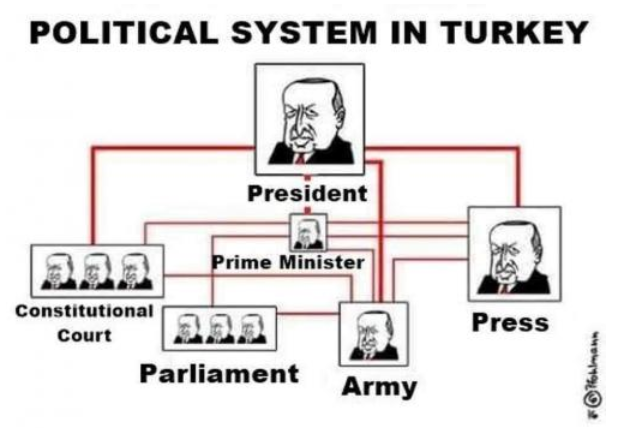 POLITICAL SYSTEM IN TURKEY
President
Prime Minister
Constitutional
Court
Parliament
Army
Press